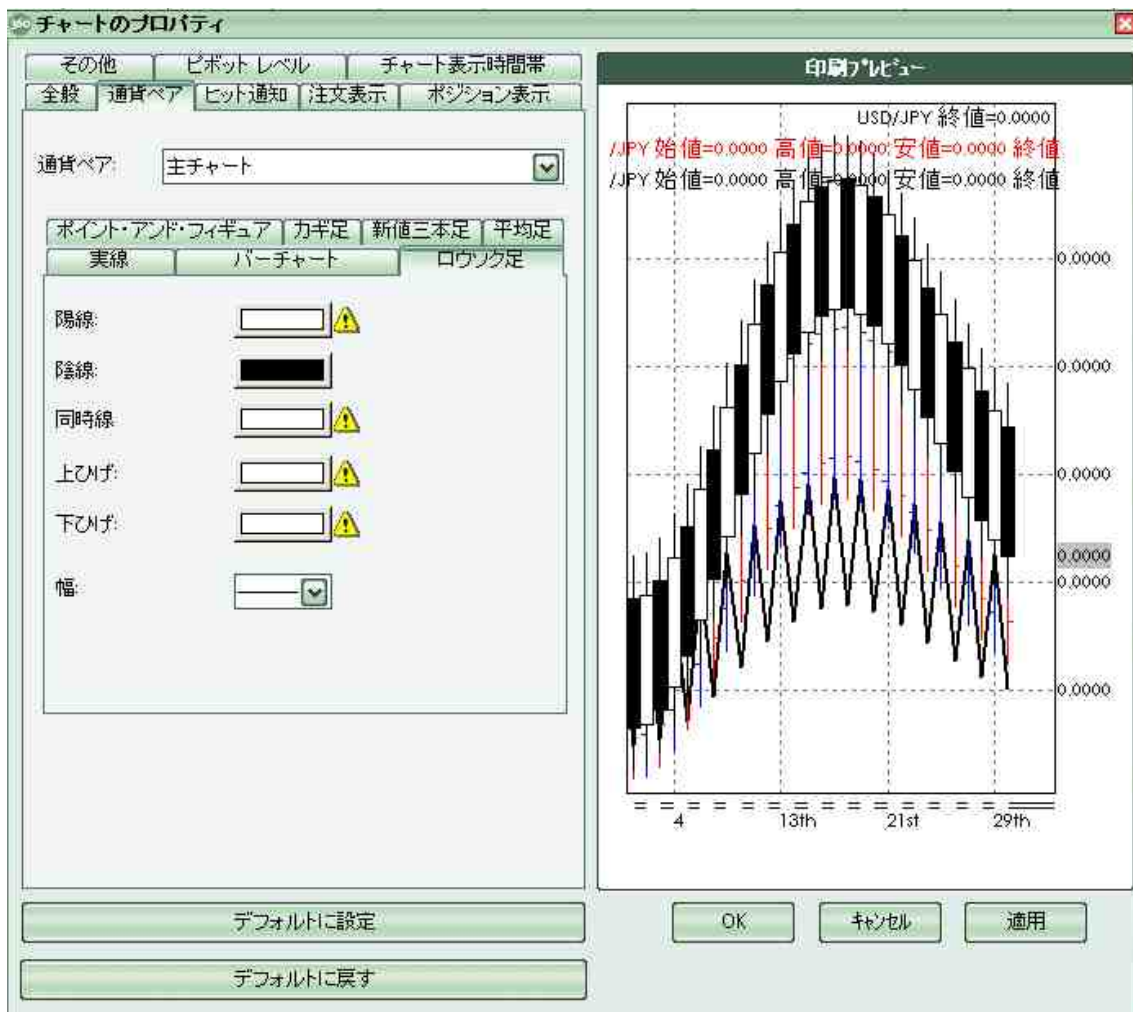 チャートのプロパティ
その他 ピボット レベル チャート表示時間帯
全般 通貨ペア ヒット通知 注文表示 ポジション表示
通貨ペア: 主チャート
ポイント・アンド・フィギュア カギ足 新値三本足 平均足
実線 バーチャート ロウソク足
陽線:
陰線:
同時線
上ひげ:
下ひげ:
幅:
デフォルトに設定
デフォルトに戻す
印刷プレビュー
USD/JPY 終値=0.0000
/JPY 始値=0.0000 高値=0.0000 安値=0.0000 終値
/JPY 始値=0.0000 高値=0.0000 安値=0.0000 終値
0.0000
0.0000
0.0000
0.0000
0.0000
0.0000
4 13th 21st 29th
OK キャンセル 適用